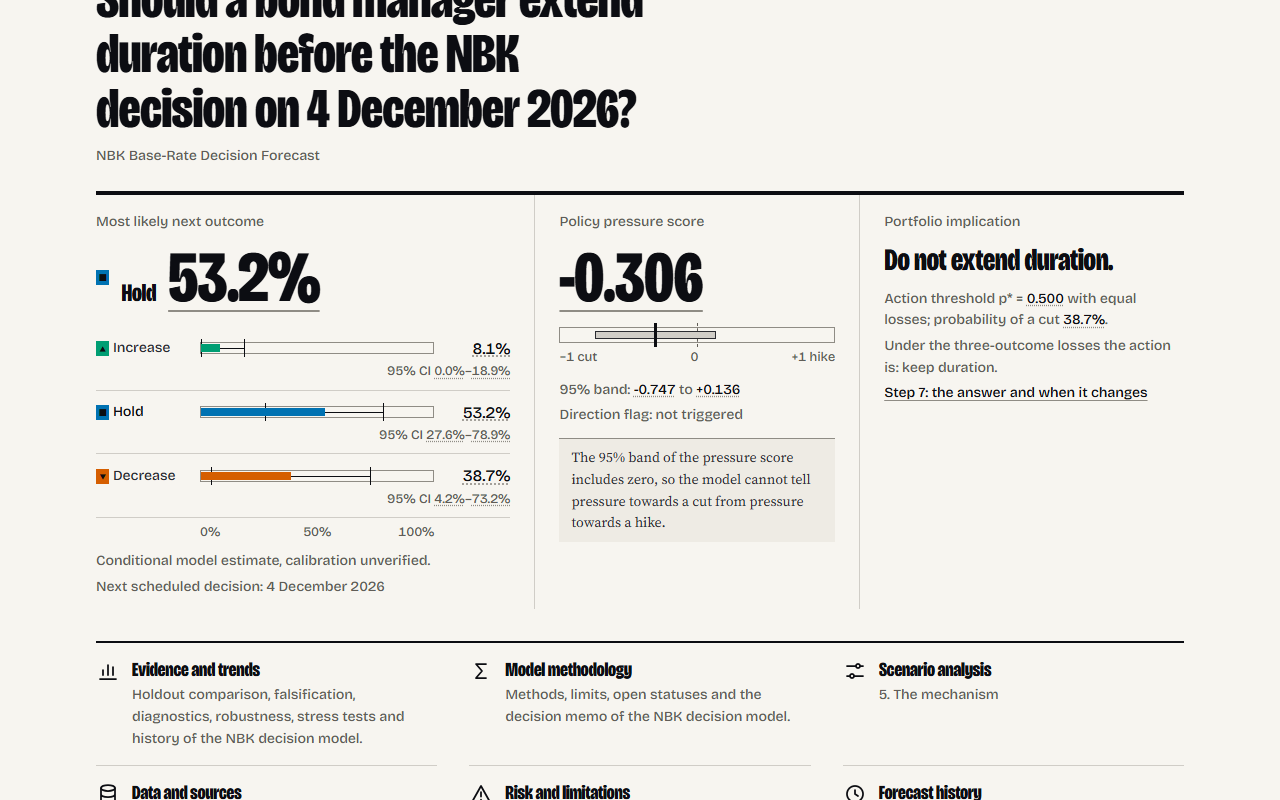 Should a bond manager extend
duration before the NBK
decision on 4 December 2026?
NBK Base-Rate Decision Forecast
Most likely next outcome
Hold 53.2%
Increase 8.1%
95% CI 0.0%–18.9%
Hold 53.2%
95% CI 27.6%–78.9%
Decrease 38.7%
95% CI 4.2%–73.2%
0% 50% 100%
Conditional model estimate, calibration unverified.
Next scheduled decision: 4 December 2026
Policy pressure score
-0.306
−1 cut 0 +1 hike
95% band: -0.747 to +0.136
Direction flag: not triggered
The 95% band of the pressure score
includes zero, so the model cannot tell
pressure towards a cut from pressure
towards a hike.
Portfolio implication
Do not extend duration.
Action threshold p* = 0.500 with equal
losses; probability of a cut 38.7%.
Under the three-outcome losses the action
is: keep duration.
Step 7: the answer and when it changes
Evidence and trends
Holdout comparison, falsification,
diagnostics, robustness, stress tests and
history of the NBK decision model.
Model methodology
Methods, limits, open statuses and the
decision memo of the NBK decision model.
Scenario analysis
5. The mechanism
Data and sources
Risk and limitations
Forecast history